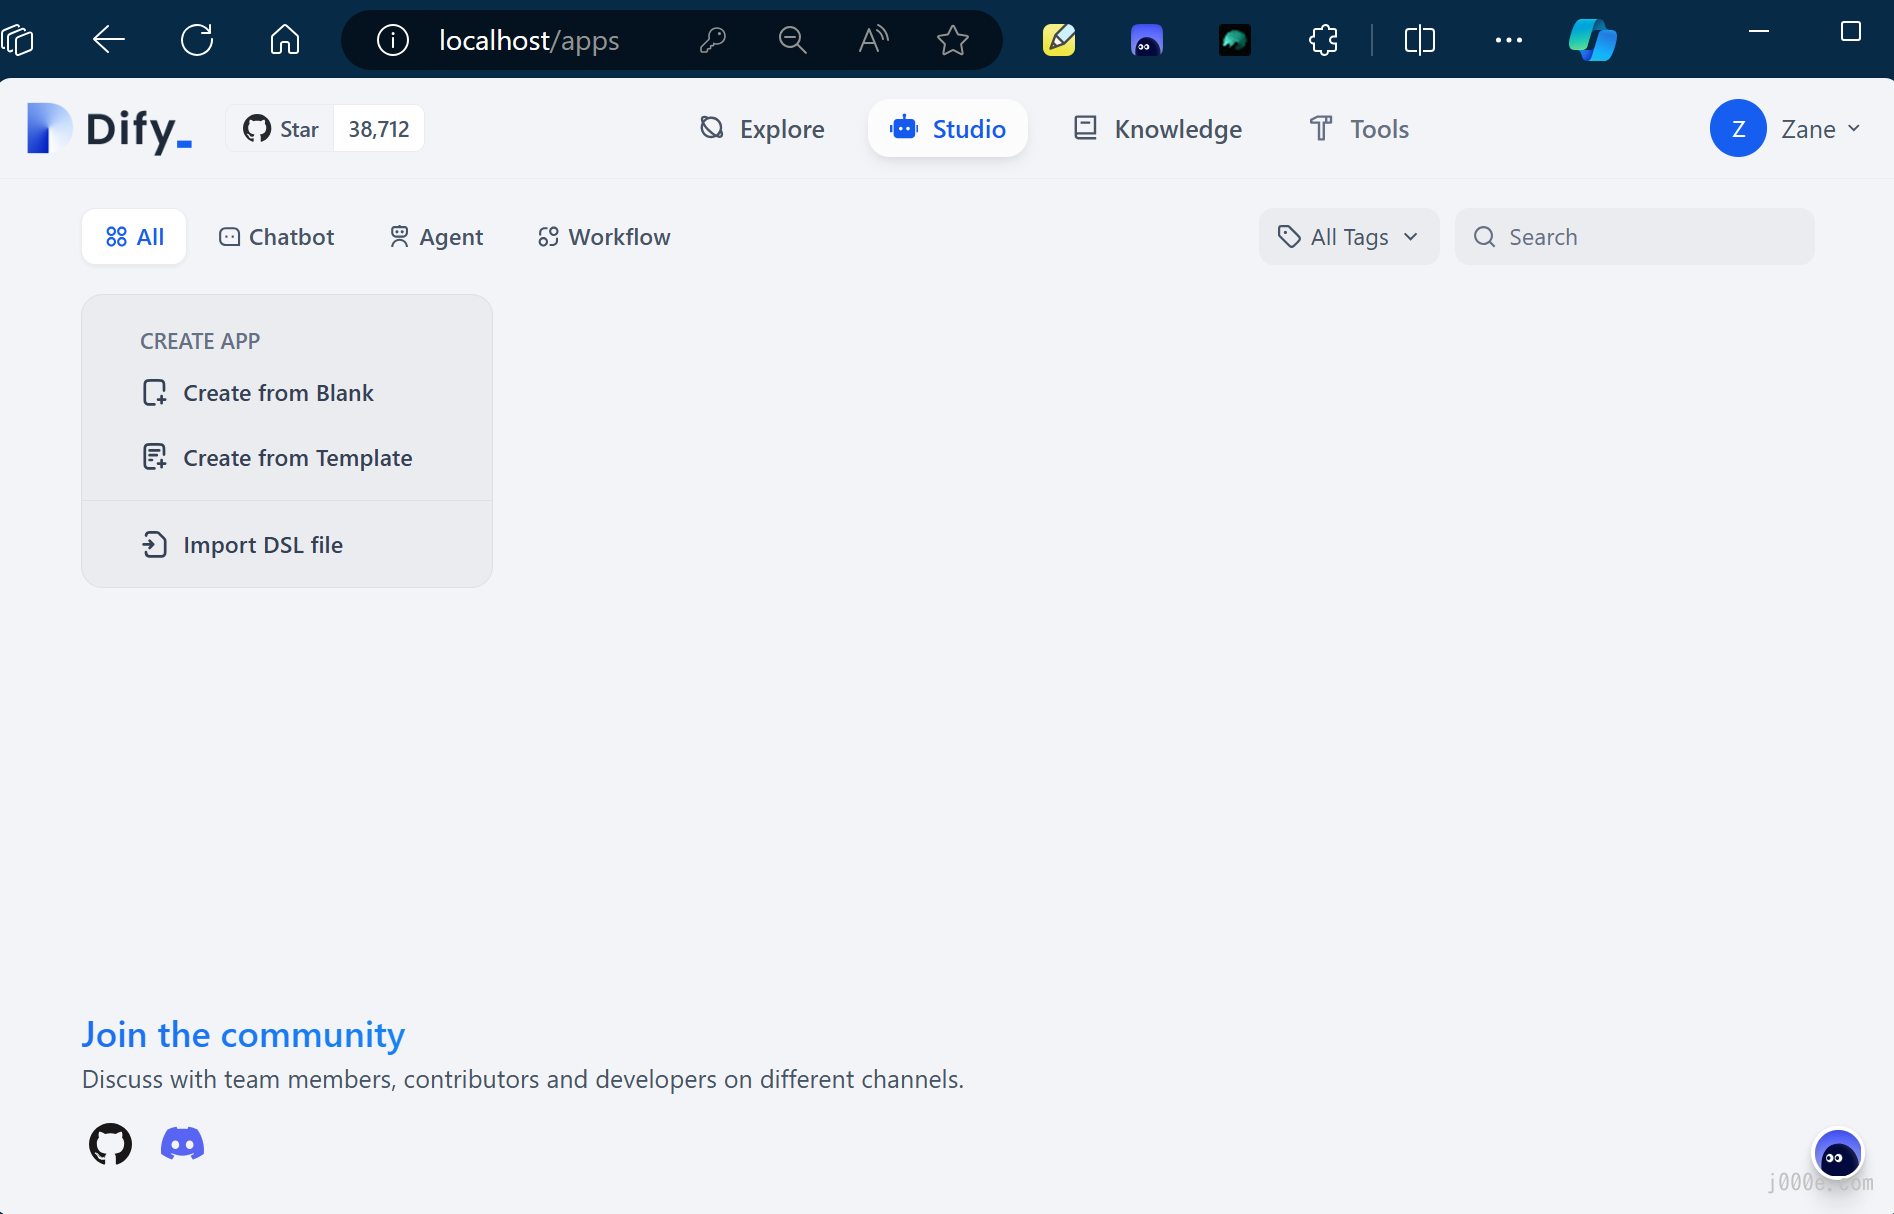 localhost/apps
Dify_
Star 38,712
Explore
Studio
Knowledge
Tools
Z Zane
All
Chatbot
Agent
Workflow
All Tags
Search
CREATE APP
Create from Blank
Create from Template
Import DSL file
Join the community
Discuss with team members, contributors and developers on different channels.
j000e.com